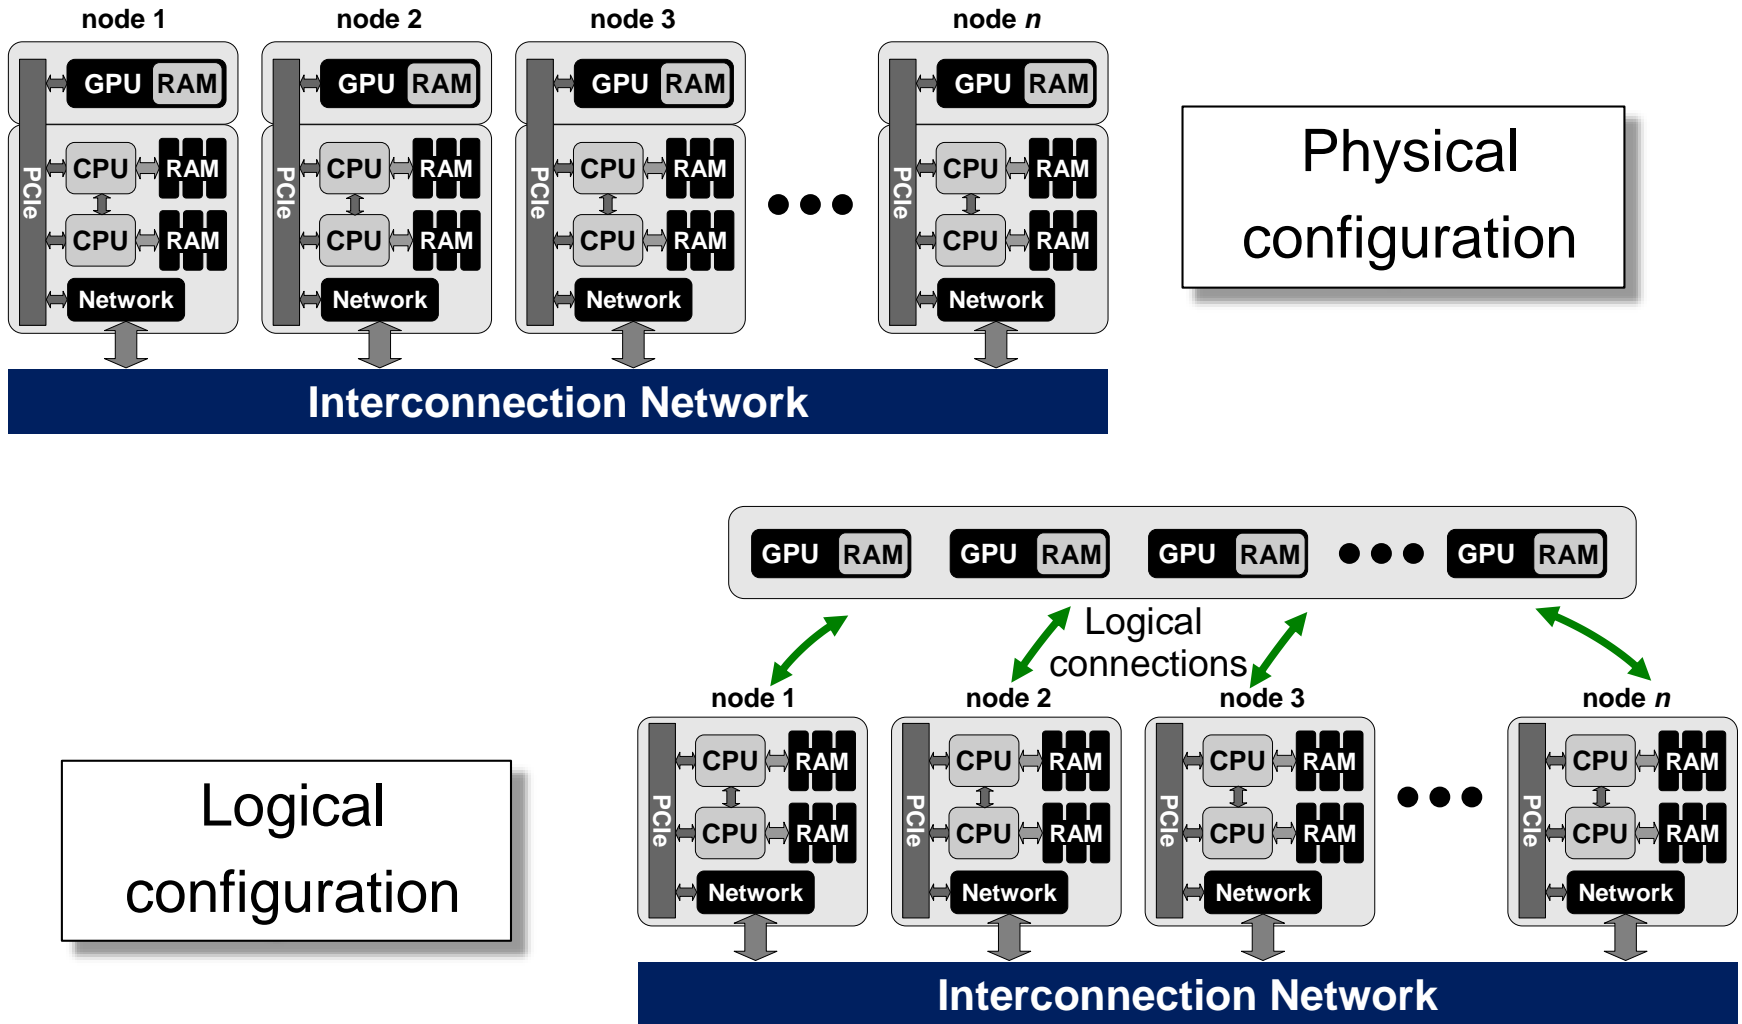 node 1 node 2 node 3 node n
GPU RAM GPU RAM GPU RAM GPU RAM
PCIe CPU RAM PCIe CPU RAM PCIe CPU RAM PCIe CPU RAM
CPU RAM CPU RAM CPU RAM CPU RAM
Network Network Network Network
Interconnection Network
Physical
configuration
GPU RAM GPU RAM GPU RAM GPU RAM
Logical
connections
node 1 node 2 node 3 node n
PCIe CPU RAM PCIe CPU RAM PCIe CPU RAM PCIe CPU RAM
CPU RAM CPU RAM CPU RAM CPU RAM
Network Network Network Network
Interconnection Network
Logical
configuration